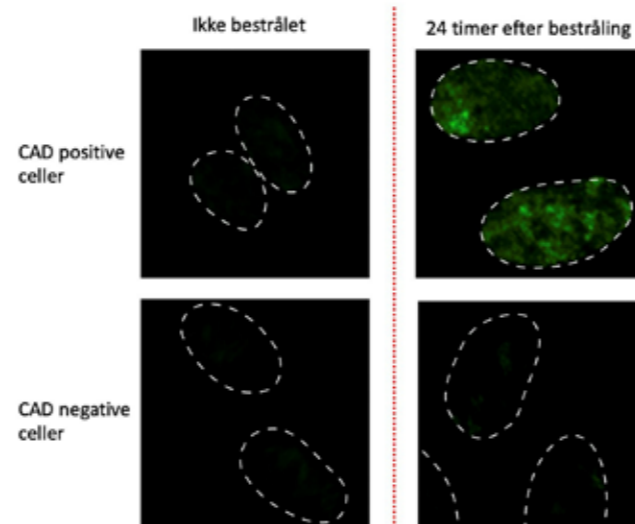 Ikke bestrålet
24 timer efter bestråling
CAD positive
celler
CAD negative
celler